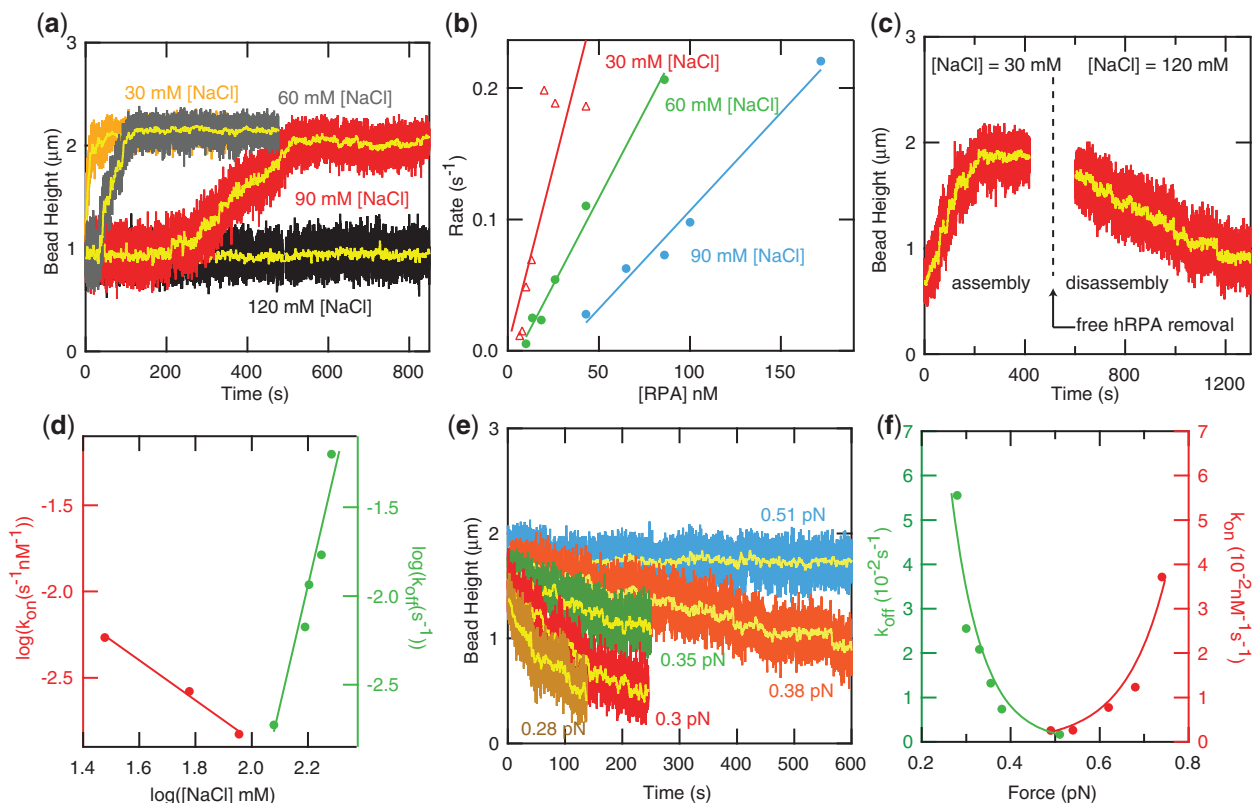 (a)
3
2
1
0
Bead Height (μm)
30 mM [NaCl]
60 mM [NaCl]
90 mM [NaCl]
120 mM [NaCl]
0 200 400 600 800
Time (s)
(b)
0.2
0.1
0.0
Rate (s⁻¹)
30 mM [NaCl]
60 mM [NaCl]
90 mM [NaCl]
0 50 100 150
[RPA] nM
(c)
3
2
1
0
Bead Height (μm)
[NaCl] = 30 mM
[NaCl] = 120 mM
assembly
disassembly
free hRPA removal
0 400 800 1200
Time (s)
(d)
-1.5
-2.0
-2.5
log(kon(s⁻¹nM⁻¹))
-1.5
-2.0
-2.5
log(koff(s⁻¹))
1.4 1.6 1.8 2.0 2.2
log([NaCl] mM)
(e)
3
2
1
0
Bead Height (μm)
0.51 pN
0.35 pN
0.38 pN
0.3 pN
0.28 pN
0 100 200 300 400 500 600
Time (s)
(f)
7
6
5
4
3
2
1
0
koff (10⁻²s⁻¹)
7
6
5
4
3
2
1
0
kon (10⁻²nM⁻¹s⁻¹)
0.2 0.4 0.6 0.8
Force (pN)